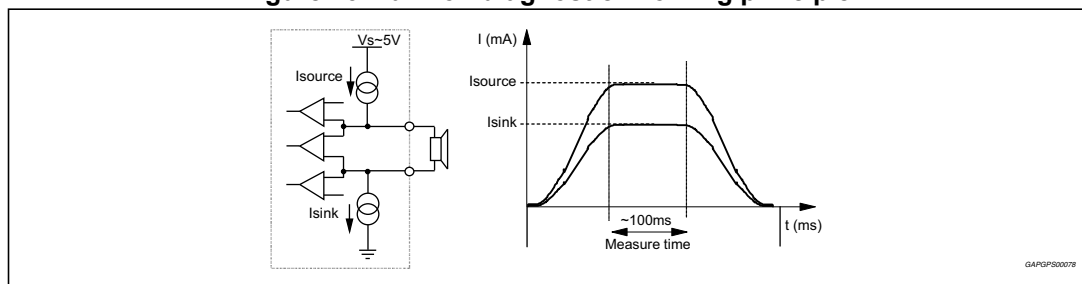 Vs~5V
Isource
Isink
I (mA)
Isource
Isink
~100ms
Measure time
t (ms)
GAPGPS00078